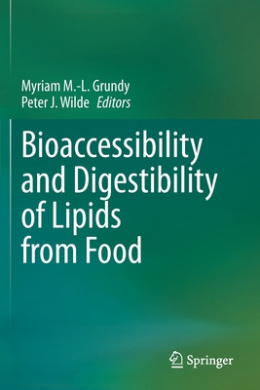 Myriam M.-L. Grundy
Peter J. Wilde Editors
Bioaccessibility
and Digestibility
of Lipids
from Food
Springer